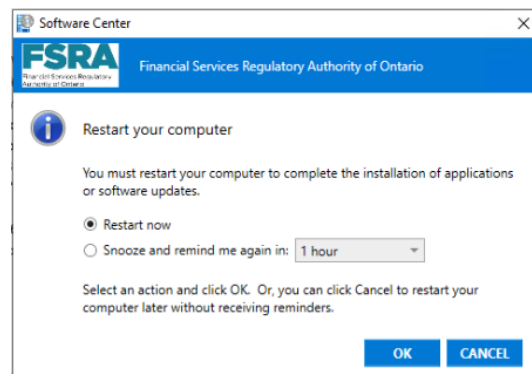 Software Center
FSRA
Financial Services Regulatory
Authority of Ontario
Financial Services Regulatory Authority of Ontario
Restart your computer
You must restart your computer to complete the installation of applications
or software updates.
Restart now
Snooze and remind me again in: 1 hour
Select an action and click OK. Or, you can click Cancel to restart your
computer later without receiving reminders.
OK CANCEL